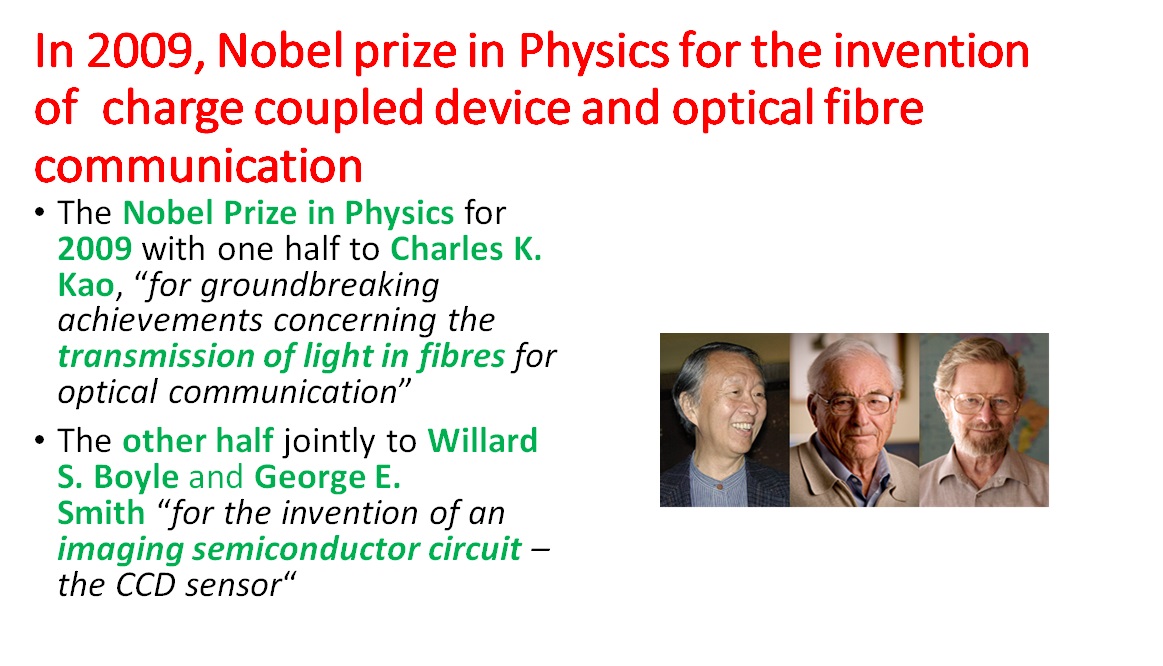 In 2009, Nobel prize in Physics for the invention
of  charge coupled device and optical fibre
communication
• The Nobel Prize in Physics for
2009 with one half to Charles K.
Kao, “for groundbreaking
achievements concerning the
transmission of light in fibres for
optical communication”
• The other half jointly to Willard
S. Boyle and George E.
Smith “for the invention of an
imaging semiconductor circuit –
the CCD sensor“